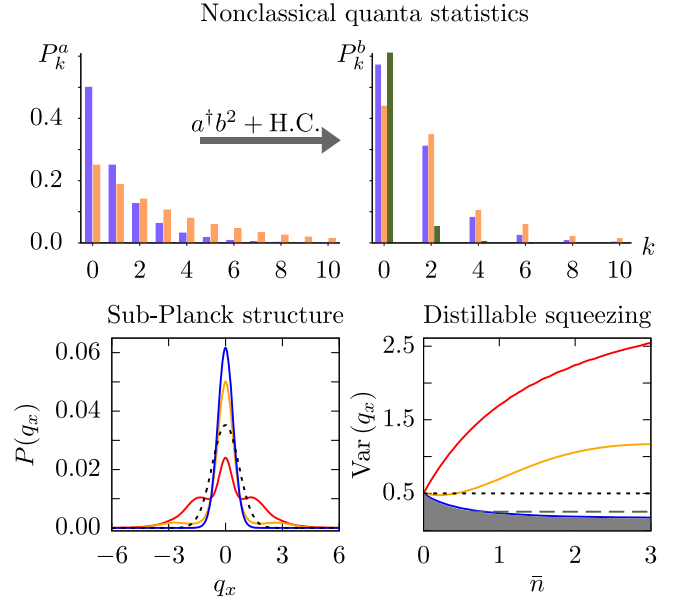 Nonclassical quanta statistics
P_k^a
P_k^b
0.4
0.2
0.0
a†b² + H.C.
0 2 4 6 8 10
0 2 4 6 8 10 k
Sub-Planck structure
Distillable squeezing
0.06
0.04
0.02
0.00
P(q_x)
−6 −3 0 3 6
q_x
2.5
1.5
0.5
Var (q_x)
0 1 2 3
n̄